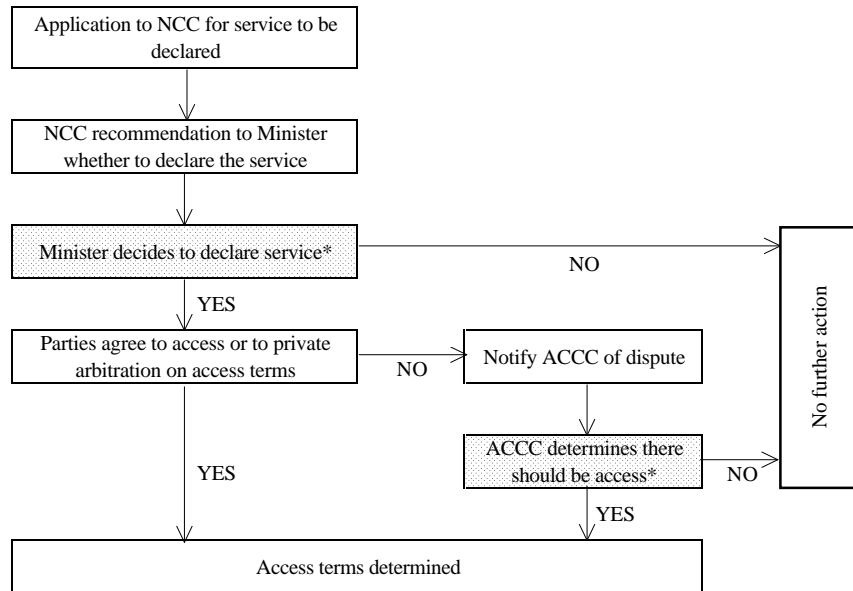 Application to NCC for service to be
declared
NCC recommendation to Minister
whether to declare the service
Minister decides to declare service*
NO
YES
Parties agree to access or to private
arbitration on access terms
NO
Notify ACCC of dispute
No further action
ACCC determines there
should be access*
NO
YES
YES
Access terms determined